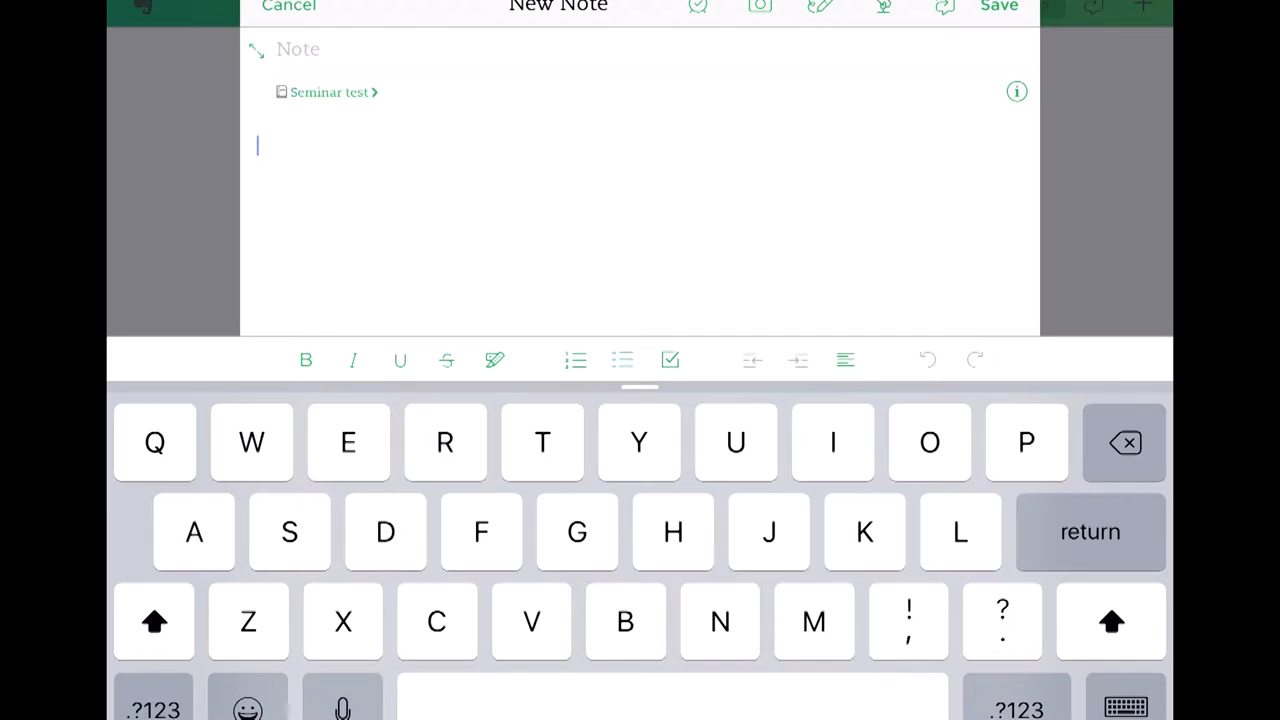 Cancel New Note Save
Note
Seminar test
B I U S
Q W E R T Y U I O P
A S D F G H J K L return
Z X C V B N M ! , ? .
.?123 .?123